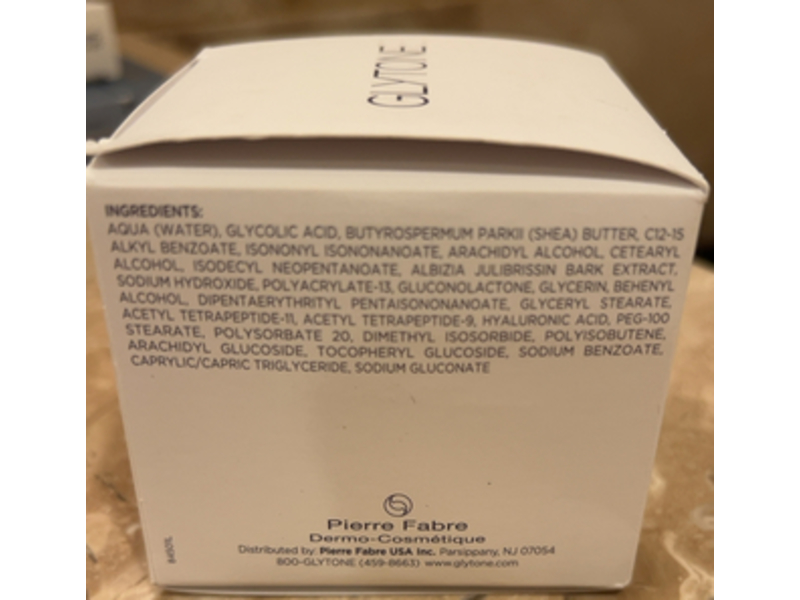 GLYTONE
INGREDIENTS:
AQUA (WATER), GLYCOLIC ACID, BUTYROSPERMUM PARKII (SHEA) BUTTER, C12-15
ALKYL BENZOATE, ISONONYL ISONONANOATE, ARACHIDYL ALCOHOL, CETEARYL
ALCOHOL, ISODECYL NEOPENTANOATE, ALBIZIA JULIBRISSIN BARK EXTRACT,
SODIUM HYDROXIDE, POLYACRYLATE-13, GLUCONOLACTONE, GLYCERIN, BEHENYL
ALCOHOL, DIPENTAERYTHRITYL PENTAISONONANOATE, GLYCERYL STEARATE,
ACETYL TETRAPEPTIDE-11, ACETYL TETRAPEPTIDE-9, HYALURONIC ACID, PEG-100
STEARATE, POLYSORBATE 20, DIMETHYL ISOSORBIDE, POLYISOBUTENE,
ARACHIDYL GLUCOSIDE, TOCOPHERYL GLUCOSIDE, SODIUM BENZOATE,
CAPRYLIC/CAPRIC TRIGLYCERIDE, SODIUM GLUCONATE
Pierre Fabre
Dermo-Cosmétique
Distributed by: Pierre Fabre USA Inc. Parsippany, NJ 07054
800-GLYTONE (459-8663) www.glytone.com